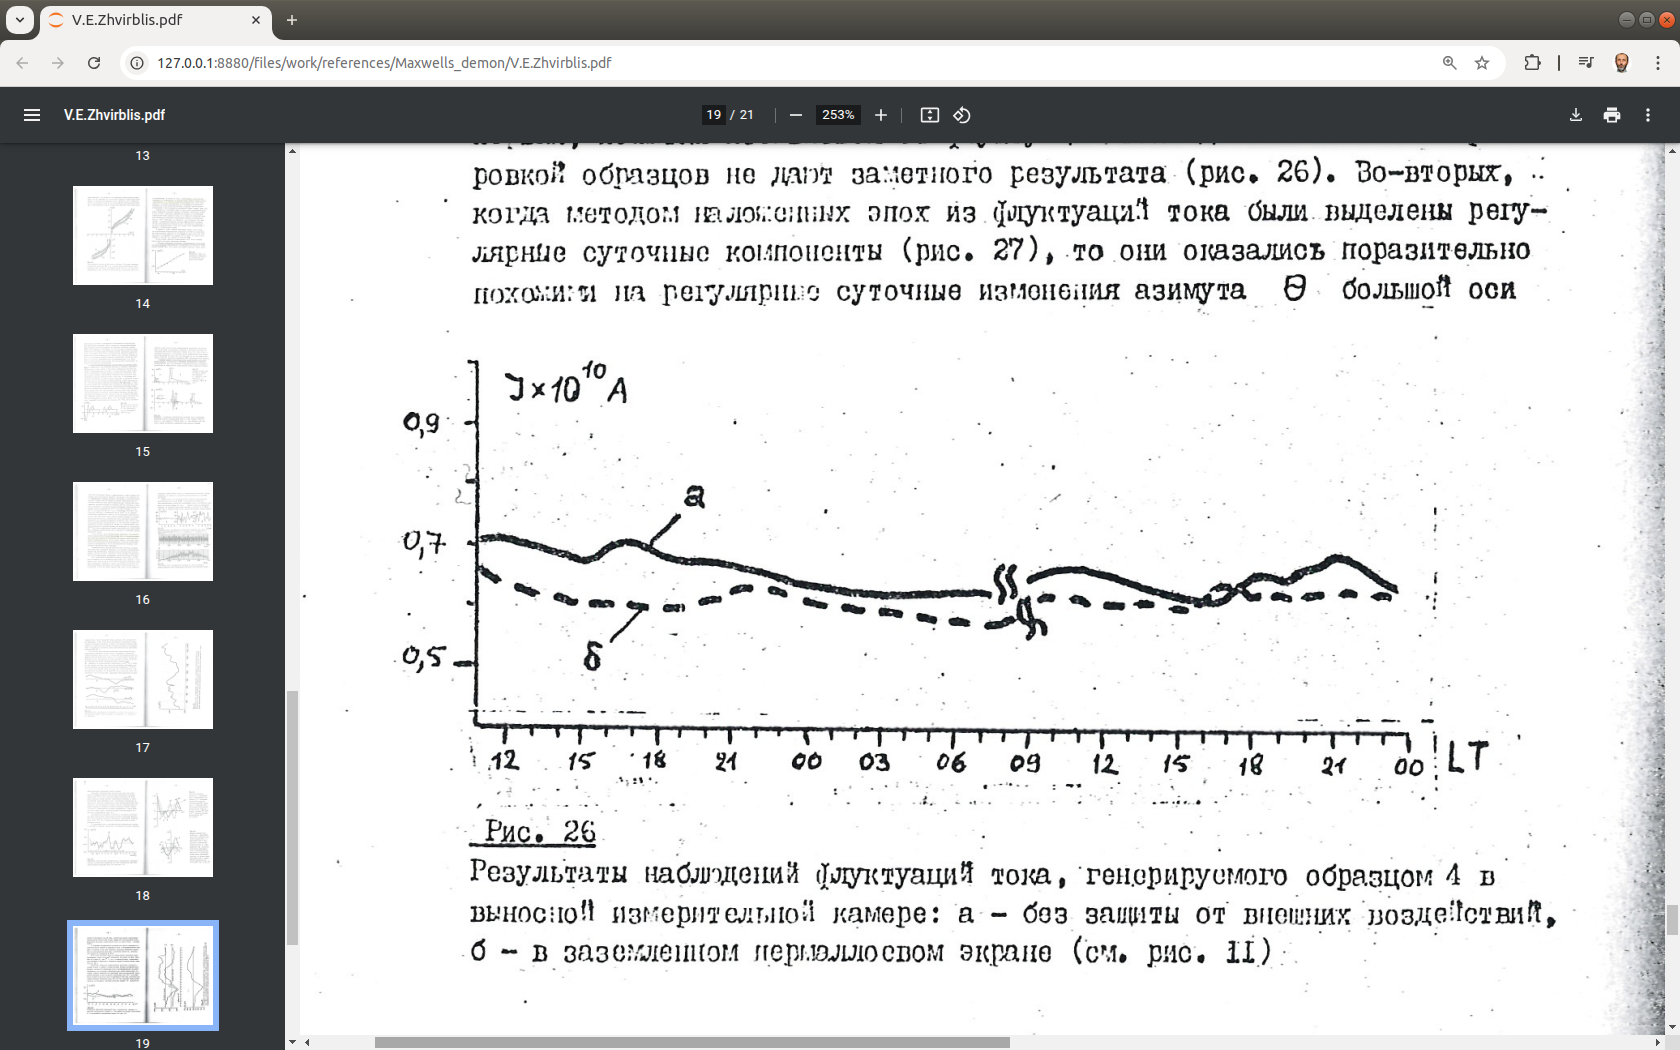 V.E.Zhvirblis.pdf
127.0.0.1:8880/files/work/references/Maxwells_demon/V.E.Zhvirblis.pdf
V.E.Zhvirblis.pdf
19 / 21
253%
13
14
15
16
17
18
19
ровкой образцов не дают заметного результата (рис. 26). Во-вторых,
когда методом наложенных эпох из флуктуаций тока были выделены регу-
лярные суточные компоненты (рис. 27), то они оказались поразительно
похожими на регулярные суточные изменения азимута Θ большой оси
J×10¹⁰A
0,9
а
0,7
б
0,5
12 15 18 21 00 03 06 09 12 15 18 21 00 LT
Рис. 26
Результаты наблюдений флуктуаций тока, генерируемого образцом 4 в
выносной измерительной камере: а – без защиты от внешних воздействий,
б – в заземленном пермаллоевом экране (см. рис. II)